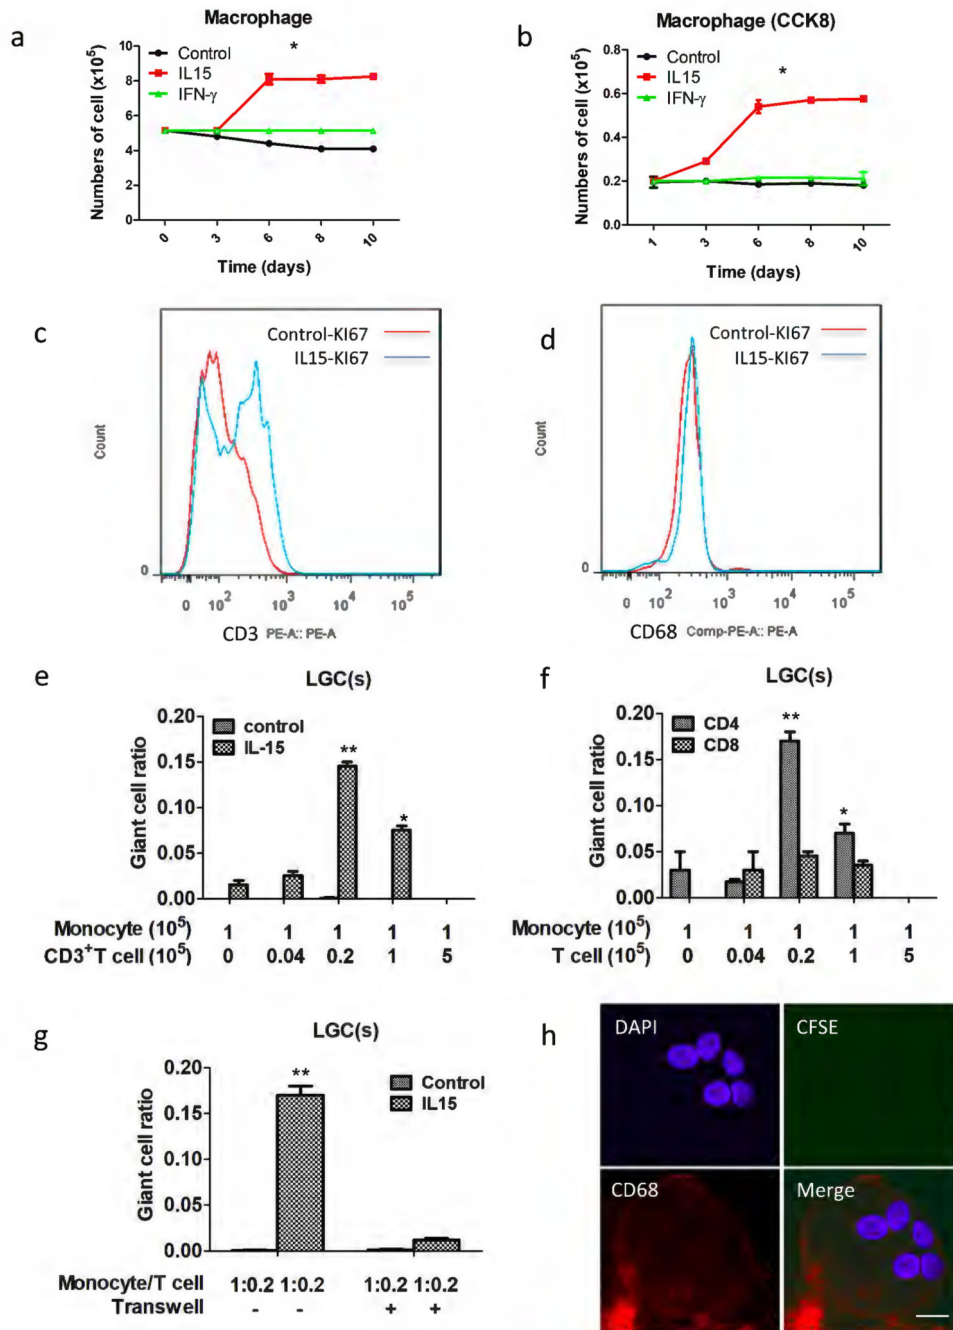 a
Macrophage
Numbers of cell (x10⁵)
10
8
6
4
2
0
Control
IL15
IFN-γ
*
0 3 6 8 10
Time (days)
b
Macrophage (CCK8)
Numbers of cell (x10⁵)
0.8
0.6
0.4
0.2
0.0
Control
IL15
IFN-γ
*
1 3 6 8 10
Time (days)
c
Control-KI67
IL15-KI67
Count
0
0 10² 10³ 10⁴ 10⁵
CD3 PE-A:: PE-A
d
Control-KI67
IL15-KI67
Count
0
0 10² 10³ 10⁴ 10⁵
CD68 Comp-PE-A:: PE-A
e
LGC(s)
Giant cell ratio
0.20
0.15
0.10
0.05
0.00
control
IL-15
**
*
Monocyte (10⁵) 1 1 1 1 1
CD3⁺T cell (10⁵) 0 0.04 0.2 1 5
f
LGC(s)
Giant cell ratio
0.20
0.15
0.10
0.05
0.00
CD4
CD8
**
*
Monocyte (10⁵) 1 1 1 1 1
T cell (10⁵) 0 0.04 0.2 1 5
g
LGC(s)
Giant cell ratio
0.20
0.15
0.10
0.05
0.00
Control
IL15
**
Monocyte/T cell 1:0.2 1:0.2 1:0.2 1:0.2
Transwell - - + +
h
DAPI
CFSE
CD68
Merge